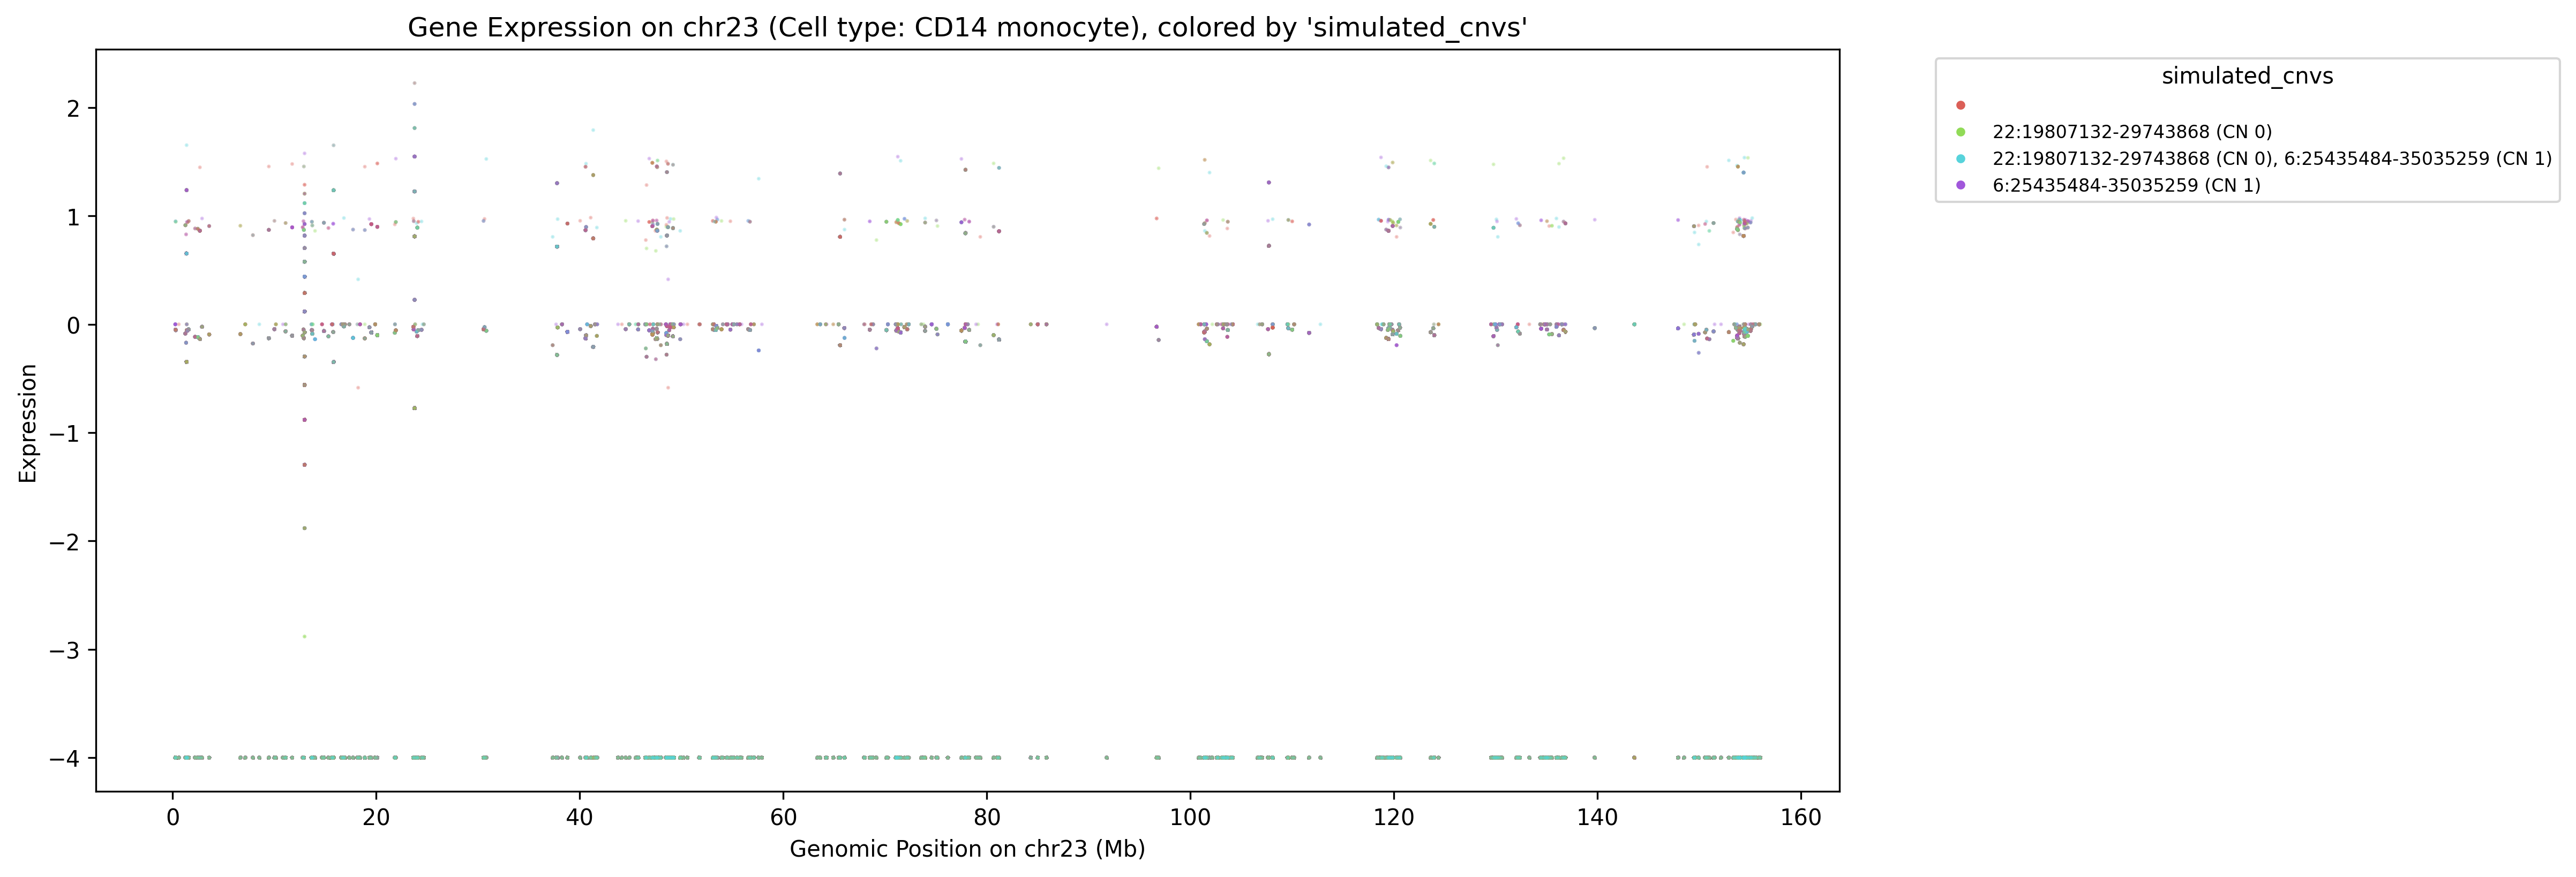 Gene Expression on chr23 (Cell type: CD14 monocyte), colored by 'simulated_cnvs'
simulated_cnvs
22:19807132-29743868 (CN 0)
22:19807132-29743868 (CN 0), 6:25435484-35035259 (CN 1)
6:25435484-35035259 (CN 1)
Expression
2
1
0
−1
−2
−3
−4
0 20 40 60 80 100 120 140 160
Genomic Position on chr23 (Mb)